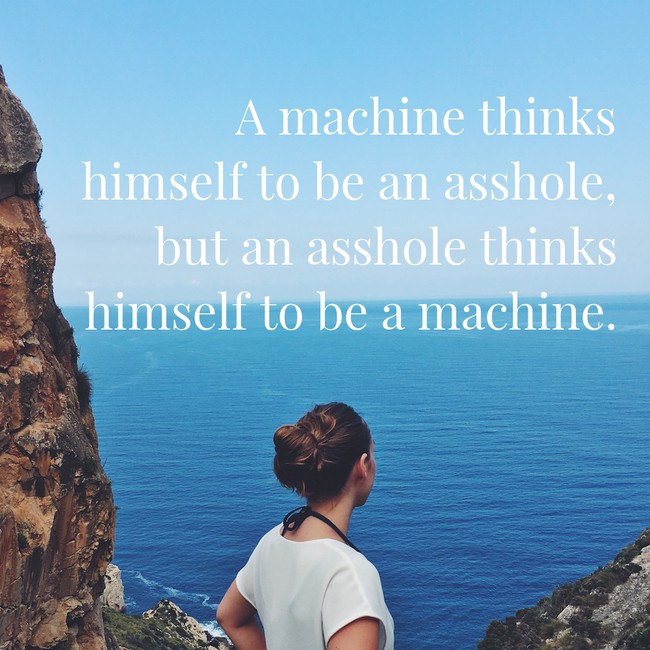 A machine thinks
himself to be an asshole,
but an asshole thinks
himself to be a machine.